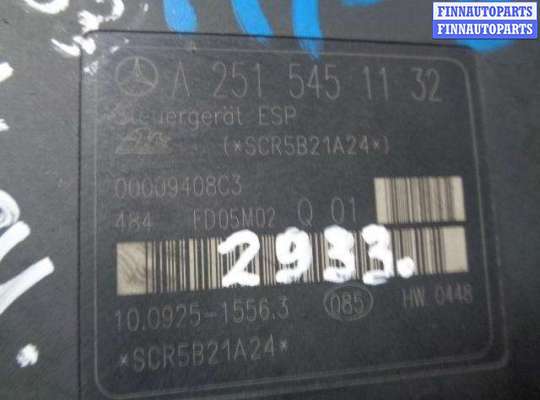 FINNAUTOPARTS
FINNAUTOPARTS
FINNAUTOPARTS
A 251 545 11 32
Steuergerät ESP
(*SCR5B21A24*)
00009408C3
484 FD05M02 Q 01
2933.
10.0925-1556.3 085 HW 0448
*SCR5B21A24*